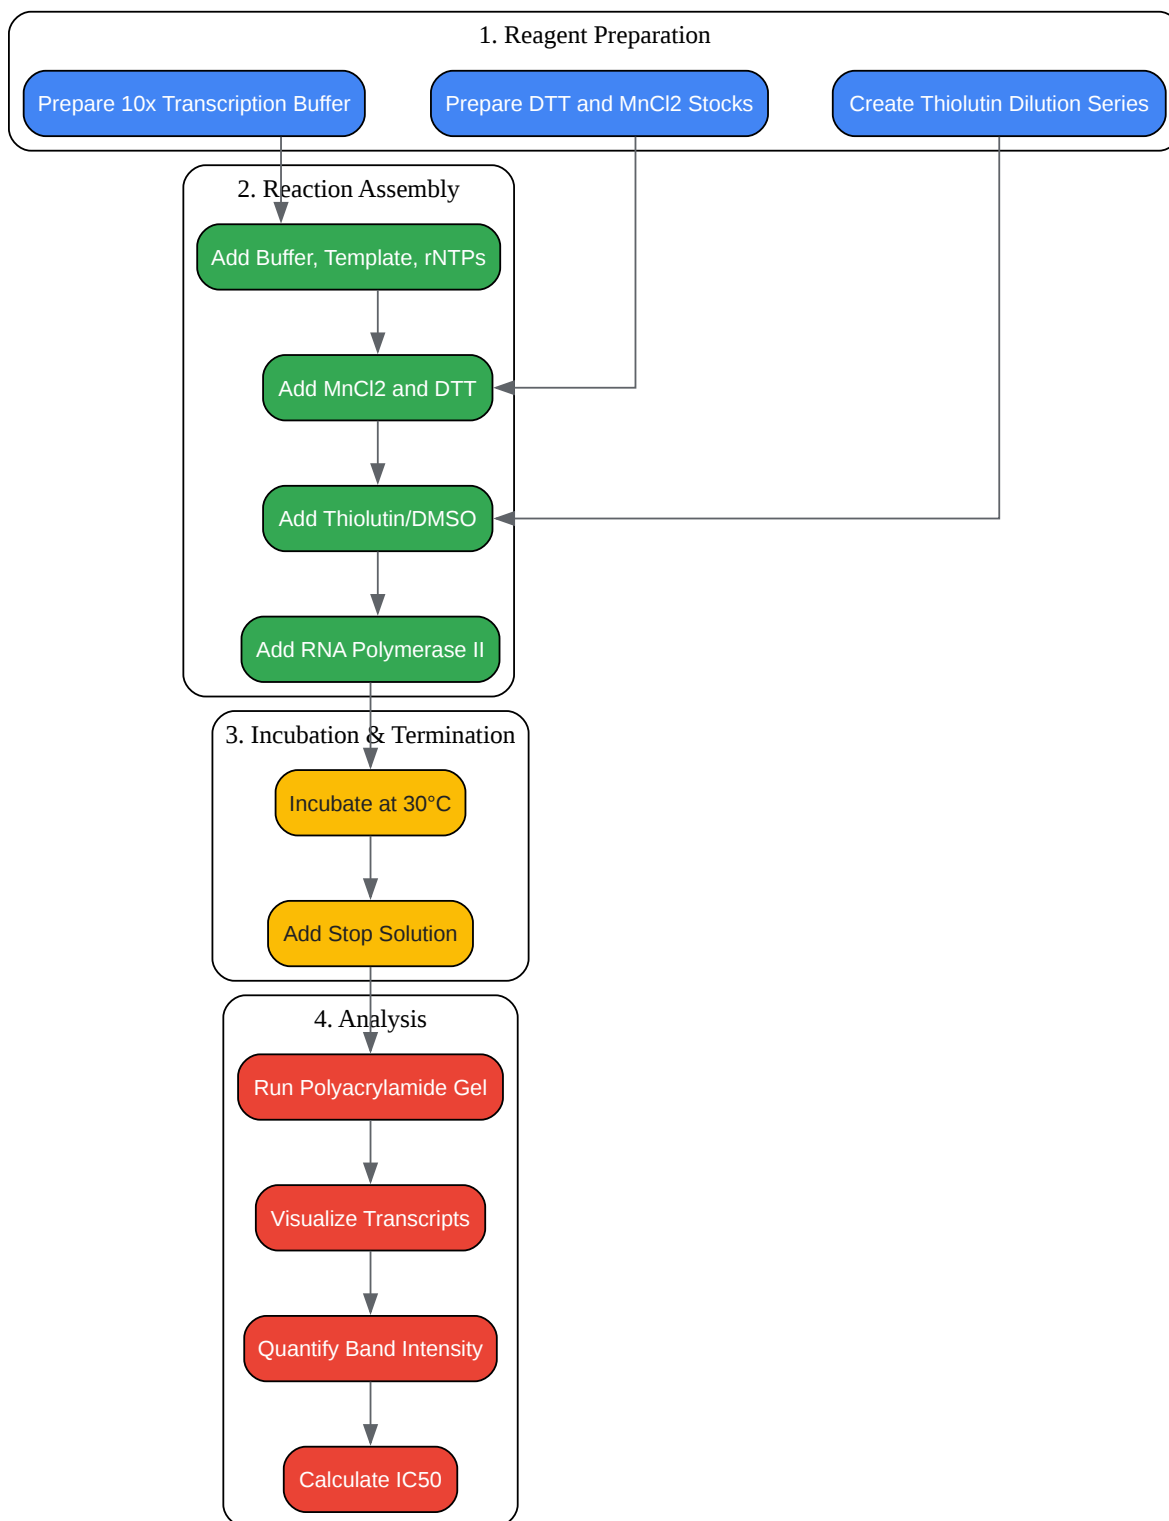 1. Reagent Preparation
Prepare 10x Transcription Buffer
Prepare DTT and MnCl2 Stocks
Create Thiolutin Dilution Series
2. Reaction Assembly
Add Buffer, Template, rNTPs
Add MnCl2 and DTT
Add Thiolutin/DMSO
Add RNA Polymerase II
3. Incubation & Termination
Incubate at 30°C
Add Stop Solution
4. Analysis
Run Polyacrylamide Gel
Visualize Transcripts
Quantify Band Intensity
Calculate IC50